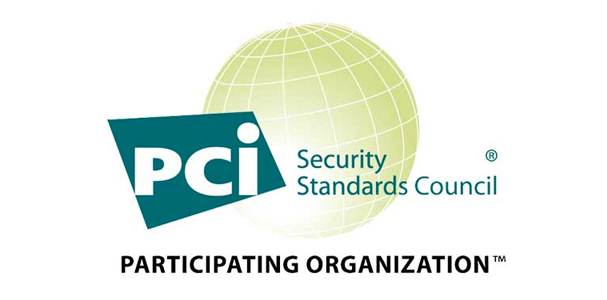 PCi
Security ®
Standards Council
PARTICIPATING ORGANIZATION™